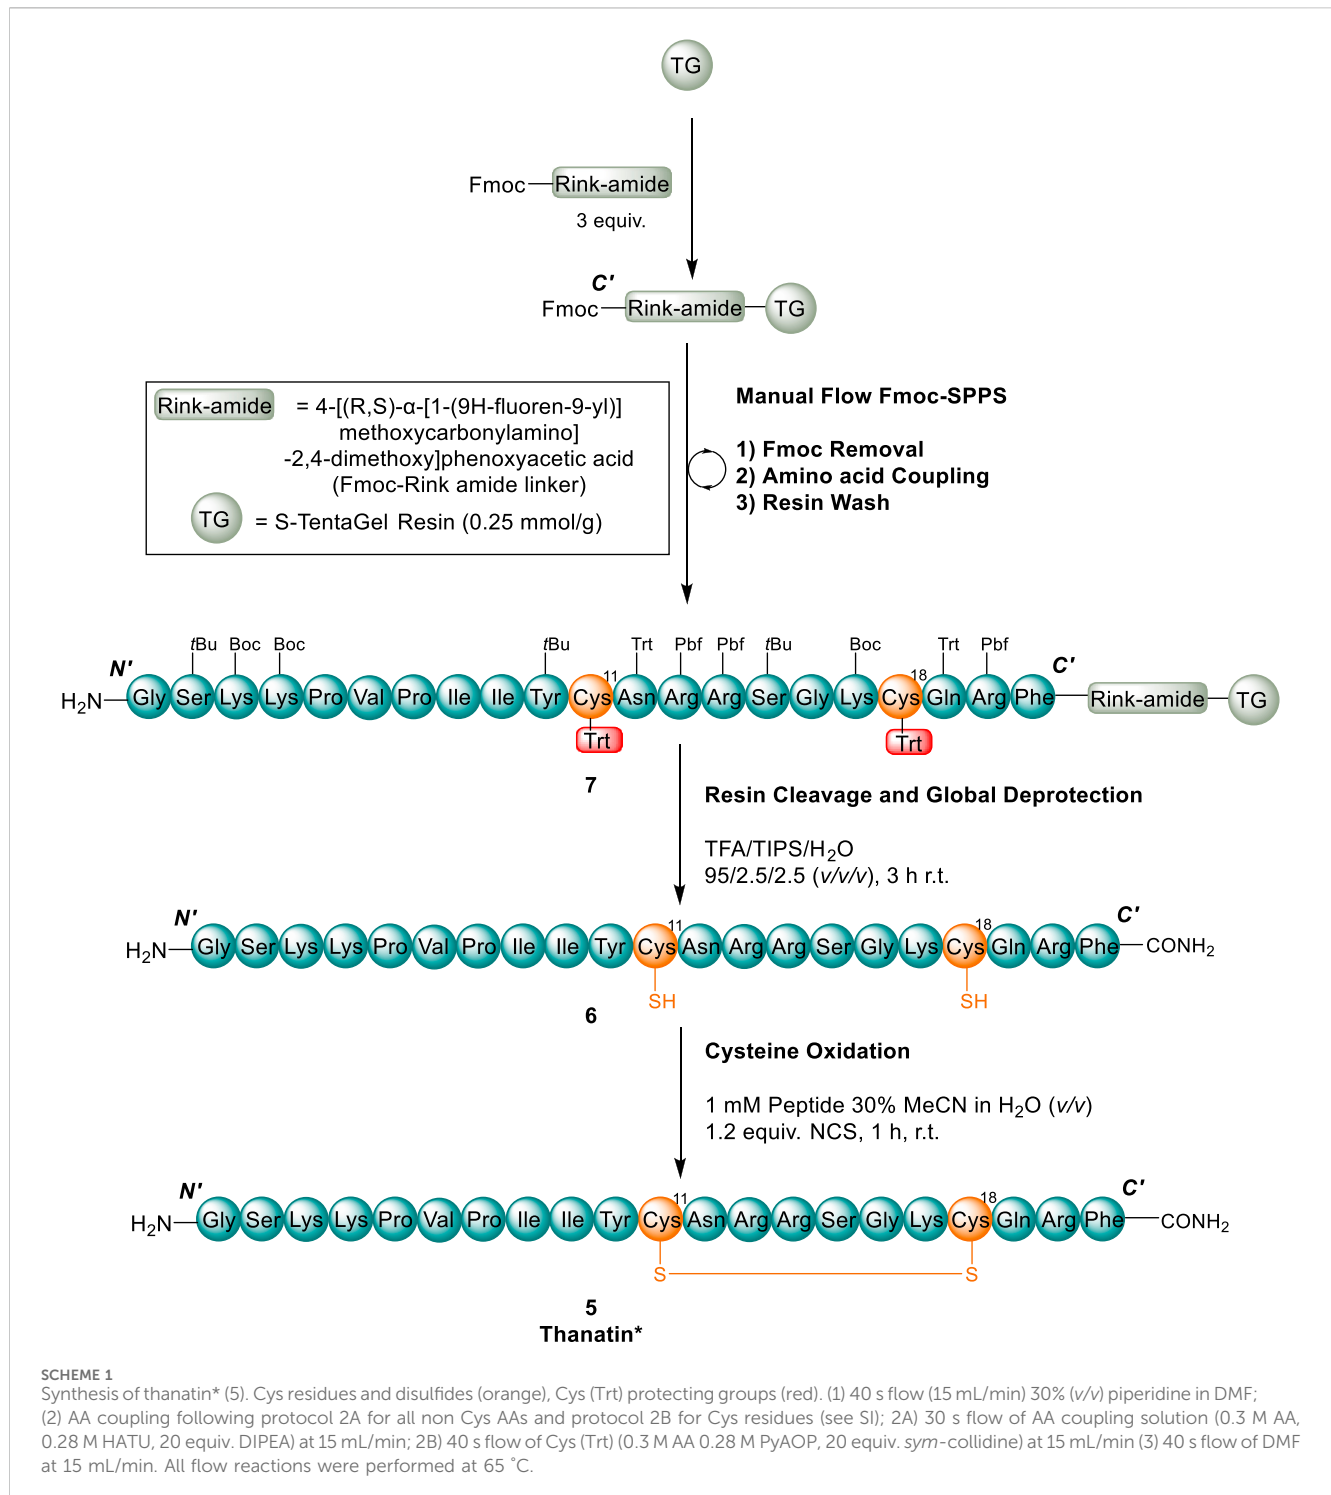 TG
Fmoc Rink-amide
3 equiv.
C'
Fmoc Rink-amide TG
Rink-amide = 4-[(R,S)-α-[1-(9H-fluoren-9-yl)]
methoxycarbonylamino]
-2,4-dimethoxy]phenoxyacetic acid
(Fmoc-Rink amide linker)
TG = S-TentaGel Resin (0.25 mmol/g)
Manual Flow Fmoc-SPPS
1) Fmoc Removal
2) Amino acid Coupling
3) Resin Wash
tBu Boc Boc tBu Trt Pbf Pbf tBu Boc Trt Pbf
N' 11 18 C'
H2N Gly Ser Lys Lys Pro Val Pro Ile Ile Tyr Cys Asn Arg Arg Ser Gly Lys Cys Gln Arg Phe Rink-amide TG
Trt Trt
7
Resin Cleavage and Global Deprotection
TFA/TIPS/H2O
95/2.5/2.5 (v/v/v), 3 h r.t.
N' 11 18 C'
H2N Gly Ser Lys Lys Pro Val Pro Ile Ile Tyr Cys Asn Arg Arg Ser Gly Lys Cys Gln Arg Phe CONH2
SH SH
6
Cysteine Oxidation
1 mM Peptide 30% MeCN in H2O (v/v)
1.2 equiv. NCS, 1 h, r.t.
N' 11 18 C'
H2N Gly Ser Lys Lys Pro Val Pro Ile Ile Tyr Cys Asn Arg Arg Ser Gly Lys Cys Gln Arg Phe CONH2
S S
5
Thanatin*
SCHEME 1
Synthesis of thanatin* (5). Cys residues and disulfides (orange), Cys (Trt) protecting groups (red). (1) 40 s flow (15 mL/min) 30% (v/v) piperidine in DMF;
(2) AA coupling following protocol 2A for all non Cys AAs and protocol 2B for Cys residues (see SI); 2A) 30 s flow of AA coupling solution (0.3 M AA,
0.28 M HATU, 20 equiv. DIPEA) at 15 mL/min; 2B) 40 s flow of Cys (Trt) (0.3 M AA 0.28 M PyAOP, 20 equiv. sym-collidine) at 15 mL/min (3) 40 s flow of DMF
at 15 mL/min. All flow reactions were performed at 65 ˚C.